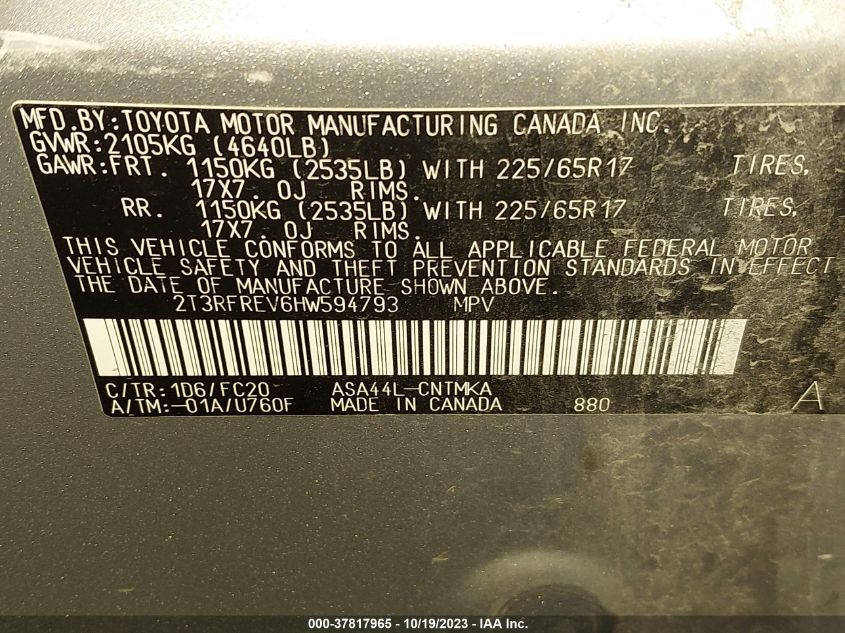 MFD.BY:TOYOTA MOTOR MANUFACTURING CANADA INC.
GVWR:2105KG (4640LB)
GAWR:FRT. 1150KG (2535LB) WITH 225/65R17 TIRES,
17X7.0J RIMS.
RR. 1150KG (2535LB) WITH 225/65R17 TIRES,
17X7.0J RIMS.
THIS VEHICLE CONFORMS TO ALL APPLICABLE FEDERAL MOTOR
VEHICLE SAFETY AND THEFT PREVENTION STANDARDS IN EFFECT
THE DATE OF MANUFACTURE SHOWN ABOVE.
2T3RFREV6HW594793 MPV
C/TR:1D6/FC20 ASA44L-CNTMKA
A/TM:-01A/U760F MADE IN CANADA 880 A
000-37817965 - 10/19/2023 - IAA Inc.